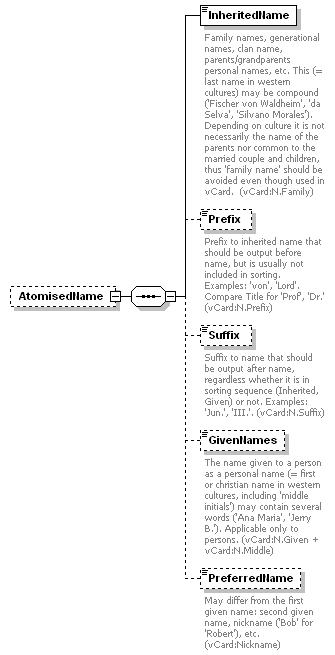 InheritedName
Family names, generational
names, clan name,
parents/grandparents
personal names, etc. This (=
last name in western
cultures) may be compound
('Fischer von Waldheim', 'da
Selva', 'Silvano Morales').
Depending on culture it is not
necessarily the name of the
parents nor common to the
married couple and children,
thus 'family name' should be
avoided even though used in
vCard. (vCard:N.Family)
Prefix
Prefix to inherited name that
should be output before
name, but is usually not
included in sorting.
Examples: 'von', 'Lord'.
Compare Title for 'Prof', 'Dr.'
(vCard:N.Prefix)
AtomisedName
Suffix
Suffix to name that should
be output after name,
regardless whether it is in
sorting sequence (Inherited,
Given) or not. Examples:
'Jun.', 'III.'. (vCard:N.Suffix)
GivenNames
The name given to a person
as a personal name (= first
or christian name in western
cultures, including 'middle
initials') may contain several
words ('Ana Maria', 'Jerry
B.'). Applicable only to
persons. (vCard:N.Given +
vCard:N.Middle)
PreferredName
May differ from the first
given name: second given
name, nickname ('Bob' for
'Robert'), etc.
(vCard:Nickname)